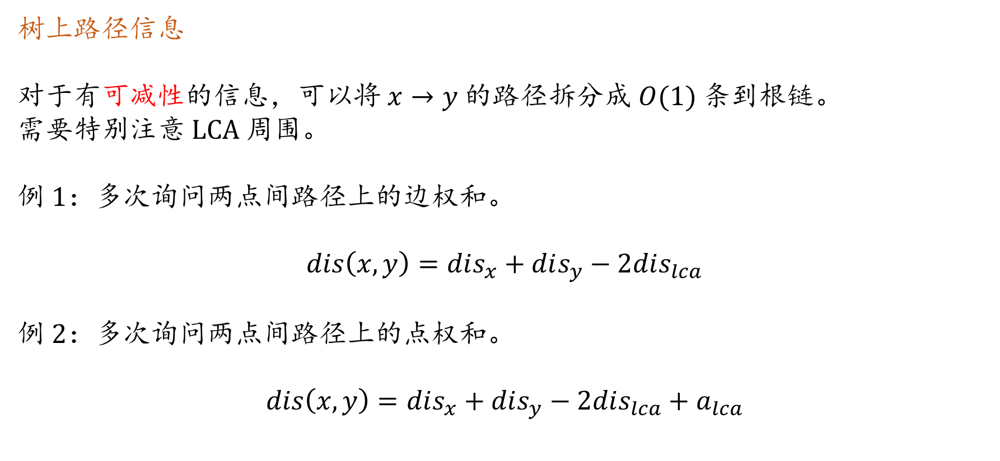 树上路径信息
对于有可减性的信息，可以将 x → y 的路径拆分成 O(1) 条到根链。
需要特别注意 LCA 周围。
例 1：多次询问两点间路径上的边权和。
dis(x, y) = dis_x + dis_y − 2dis_{lca}
例 2：多次询问两点间路径上的点权和。
dis(x, y) = dis_x + dis_y − 2dis_{lca} + a_{lca}